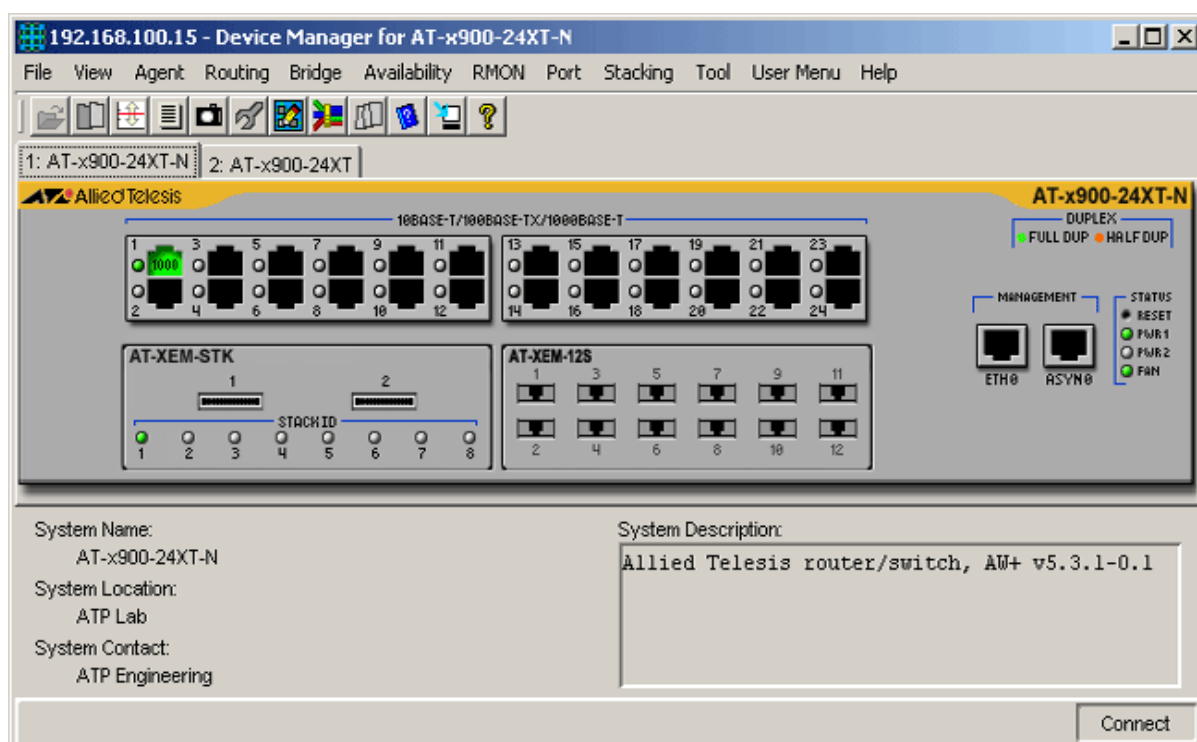 192.168.100.15 - Device Manager for AT-x900-24XT-N
File View Agent Routing Bridge Availability RMON Port Stacking Tool User Menu Help
1: AT-x900-24XT-N 2: AT-x900-24XT
Allied Telesis AT-x900-24XT-N
10BASE-T/100BASE-TX/1000BASE-T
DUPLEX
FULL DUP HALF DUP
1 3 5 7 9 11 13 15 17 19 21 23
1000
2 4 6 8 10 12 14 16 18 20 22 24
MANAGEMENT
ETH0 ASYN0
STATUS
RESET
PWR1
PWR2
FAN
AT-XEM-STK
1 2
STACK ID
1 2 3 4 5 6 7 8
AT-XEM-12S
1 3 5 7 9 11
2 4 6 8 10 12
System Name:
AT-x900-24XT-N
System Location:
ATP Lab
System Contact:
ATP Engineering
System Description:
Allied Telesis router/switch, AW+ v5.3.1-0.1
Connect